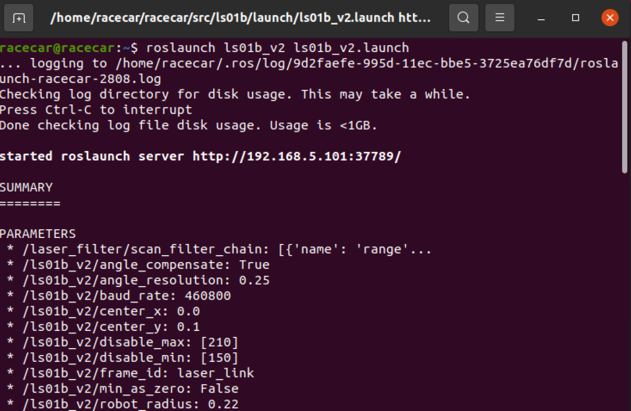 /home/racecar/racecar/src/ls01b/launch/ls01b_v2.launch htt...
racecar@racecar:~$ roslaunch ls01b_v2 ls01b_v2.launch
... logging to /home/racecar/.ros/log/9d2faefe-995d-11ec-bbe5-3725ea76df7d/rosla
unch-racecar-2808.log
Checking log directory for disk usage. This may take a while.
Press Ctrl-C to interrupt
Done checking log file disk usage. Usage is <1GB.
started roslaunch server http://192.168.5.101:37789/
SUMMARY
========
PARAMETERS
* /laser_filter/scan_filter_chain: [{'name': 'range'...
* /ls01b_v2/angle_compensate: True
* /ls01b_v2/angle_resolution: 0.25
* /ls01b_v2/baud_rate: 460800
* /ls01b_v2/center_x: 0.0
* /ls01b_v2/center_y: 0.1
* /ls01b_v2/disable_max: [210]
* /ls01b_v2/disable_min: [150]
* /ls01b_v2/frame_id: laser_link
* /ls01b_v2/min_as_zero: False
* /ls01b_v2/robot_radius: 0.22